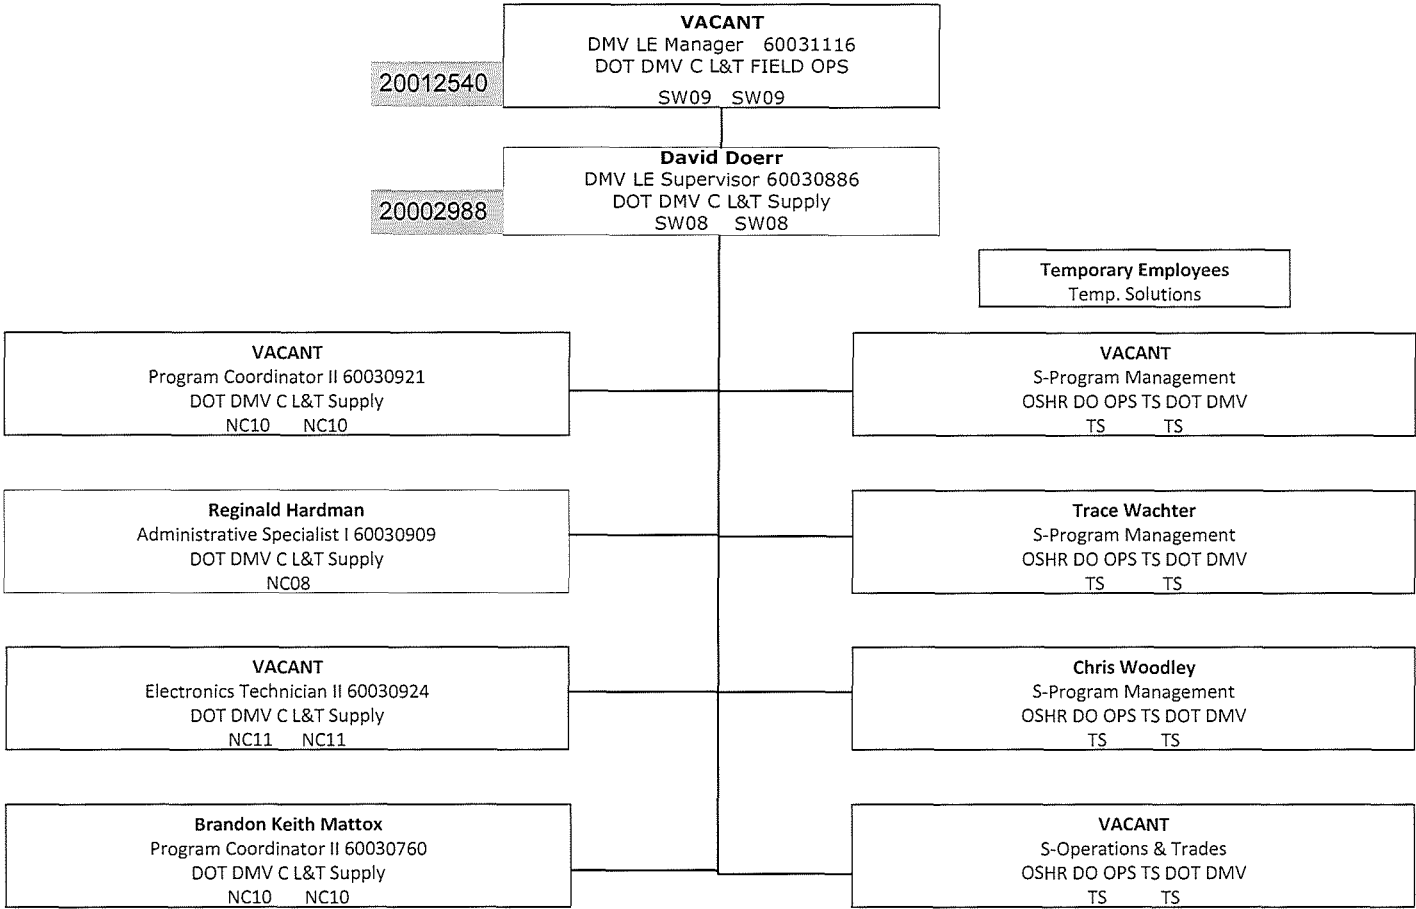 VACANT
DMV LE Manager 60031116
DOT DMV C L&T FIELD OPS
20012540
SW09 SW09
David Doerr
DMV LE Supervisor 60030886
DOT DMV C L&T Supply
20002988
SW08 SW08
Temporary Employees
Temp. Solutions
VACANT
Program Coordinator II 60030921
DOT DMV C L&T Supply
NC10 NC10
VACANT
S-Program Management
OSHR DO OPS TS DOT DMV
TS TS
Reginald Hardman
Administrative Specialist I 60030909
DOT DMV C L&T Supply
NC08
Trace Wachter
S-Program Management
OSHR DO OPS TS DOT DMV
TS TS
VACANT
Electronics Technician II 60030924
DOT DMV C L&T Supply
NC11 NC11
Chris Woodley
S-Program Management
OSHR DO OPS TS DOT DMV
TS TS
Brandon Keith Mattox
Program Coordinator II 60030760
DOT DMV C L&T Supply
NC10 NC10
VACANT
S-Operations & Trades
OSHR DO OPS TS DOT DMV
TS TS